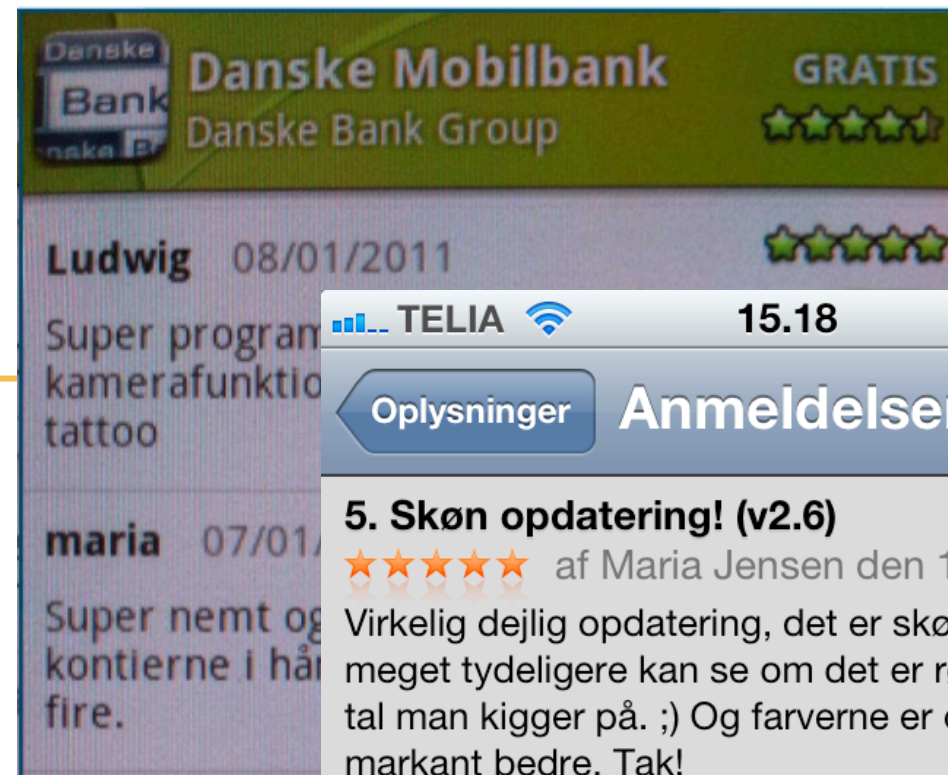 Danske
Bank
Danske Mobilbank
Danske Bank Group
GRATIS
Ludwig 08/01/2011
Super program
kamerafunktio
tattoo
maria 07/01/
Super nemt og
kontierne i hån
fire.
TELIA 15.18
Oplysninger
Anmeldelser
5. Skøn opdatering! (v2.6)
af Maria Jensen den 1
Virkelig dejlig opdatering, det er skø
meget tydeligere kan se om det er r
tal man kigger på. ;) Og farverne er
markant bedre. Tak!